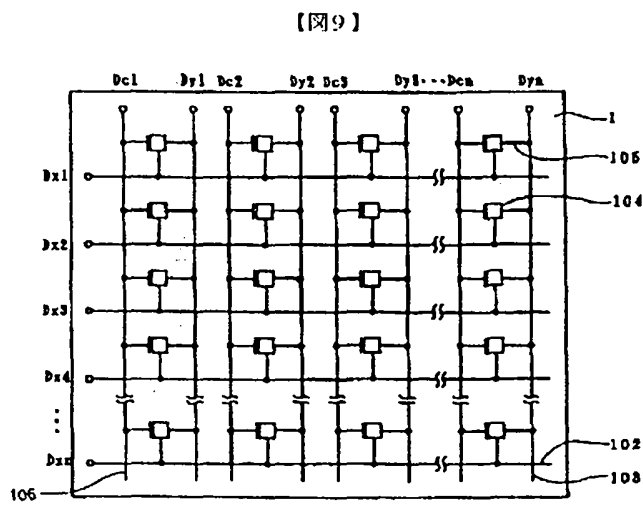 【図9】
Dc1 Dy1 Dc2 Dy2 Dc3 Dy3・・・Dcn Dyn
1
105
Dx1
104
Dx2
Dx3
Dx4
⋮
102
Dxn
103
106